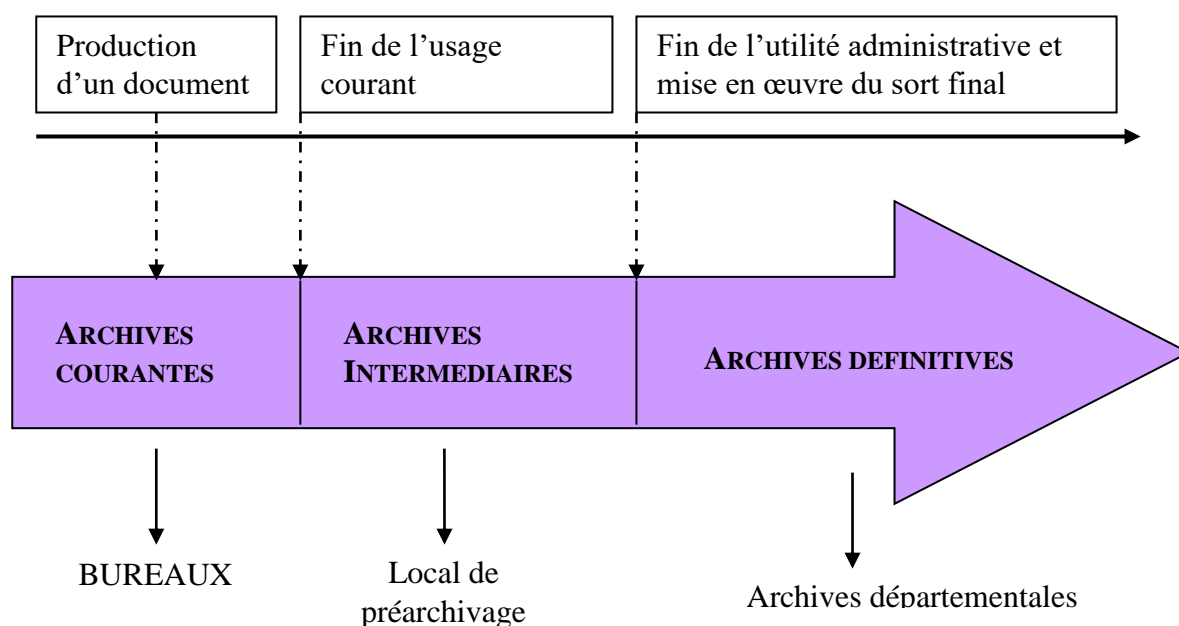 Production
d’un document
Fin de l’usage
courant
Fin de l’utilité administrative et
mise en œuvre du sort final
ARCHIVES
COURANTES
ARCHIVES
INTERMEDIAIRES
ARCHIVES DEFINITIVES
BUREAUX
Local de
préarchivage
Archives départementales